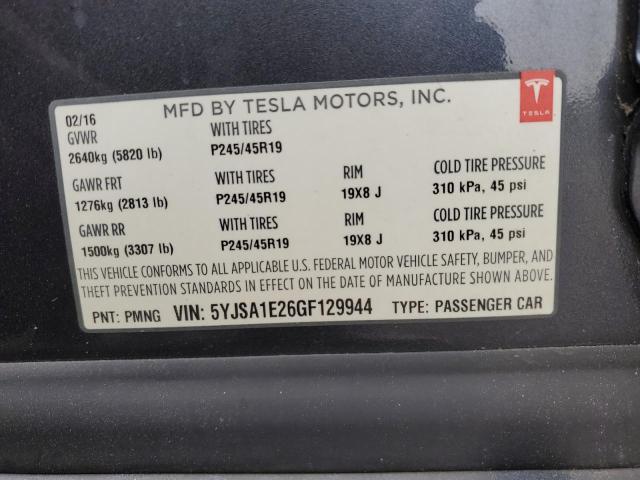 02/16 MFD BY TESLA MOTORS, INC.
TESLA
GVWR WITH TIRES
2640kg (5820 lb) P245/45R19
GAWR FRT WITH TIRES RIM COLD TIRE PRESSURE
1276kg (2813 lb) P245/45R19 19X8 J 310 kPa, 45 psi
GAWR RR WITH TIRES RIM COLD TIRE PRESSURE
1500kg (3307 lb) P245/45R19 19X8 J 310 kPa, 45 psi
THIS VEHICLE CONFORMS TO ALL APPLICABLE U.S. FEDERAL MOTOR VEHICLE SAFETY, BUMPER, AND
THEFT PREVENTION STANDARDS IN EFFECT ON THE DATE OF MANUFACTURE SHOWN ABOVE.
PNT: PMNG VIN: 5YJSA1E26GF129944 TYPE: PASSENGER CAR